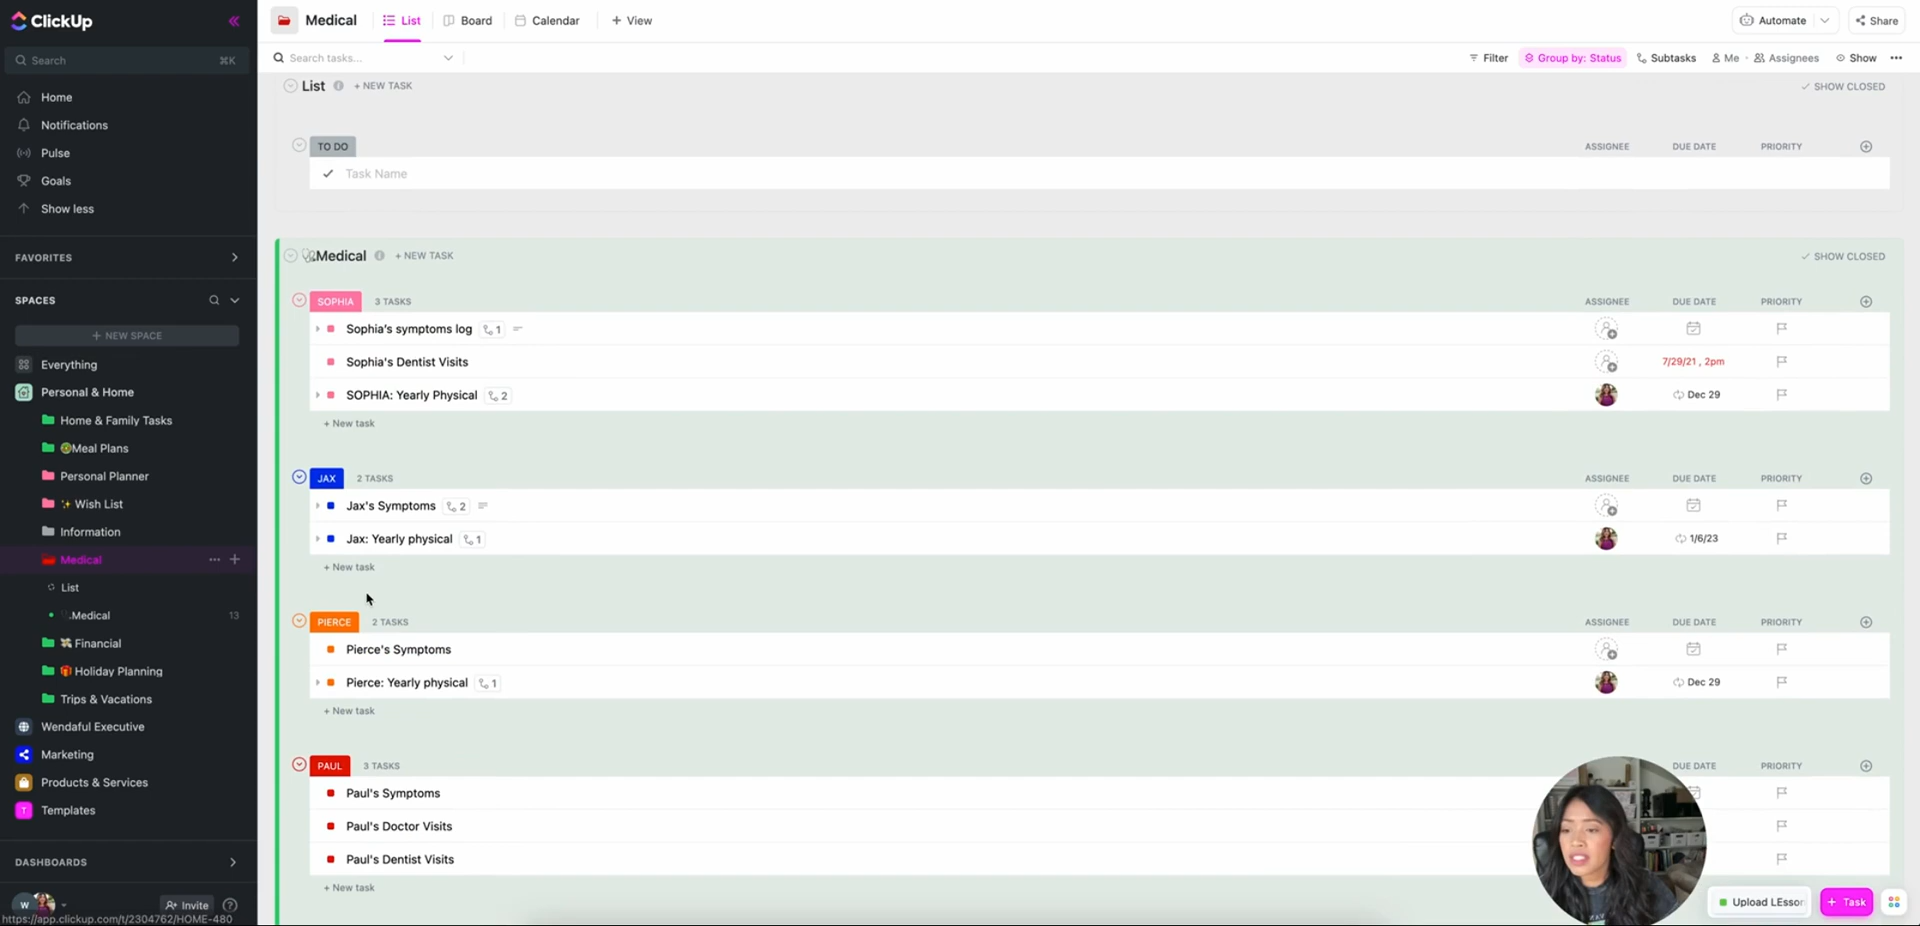 ClickUp
Search ⌘K
Home
Notifications
Pulse
Goals
Show less
FAVORITES
SPACES
+ NEW SPACE
Everything
Personal & Home
Home & Family Tasks
Meal Plans
Personal Planner
Wish List
Information
Medical
List
.Medical 13
Financial
Holiday Planning
Trips & Vacations
Wendaful Executive
Marketing
Products & Services
T Templates
DASHBOARDS
W Invite ?
https://app.clickup.com/t/2304762/HOME-480
Medical List Board Calendar + View Automate Share
Search tasks... Filter Group by: Status Subtasks Me Assignees Show
List + NEW TASK SHOW CLOSED
TO DO ASSIGNEE DUE DATE PRIORITY
Task Name
.Medical + NEW TASK SHOW CLOSED
SOPHIA 3 TASKS ASSIGNEE DUE DATE PRIORITY
Sophia's symptoms log 1
Sophia's Dentist Visits 7/29/21 , 2pm
SOPHIA: Yearly Physical 2 Dec 29
+ New task
JAX 2 TASKS ASSIGNEE DUE DATE PRIORITY
Jax's Symptoms 2
Jax: Yearly physical 1 1/6/23
+ New task
PIERCE 2 TASKS ASSIGNEE DUE DATE PRIORITY
Pierce's Symptoms
Pierce: Yearly physical 1 Dec 29
+ New task
PAUL 3 TASKS DUE DATE PRIORITY
Paul's Symptoms
Paul's Doctor Visits
Paul's Dentist Visits
+ New task
Upload LEsson + Task